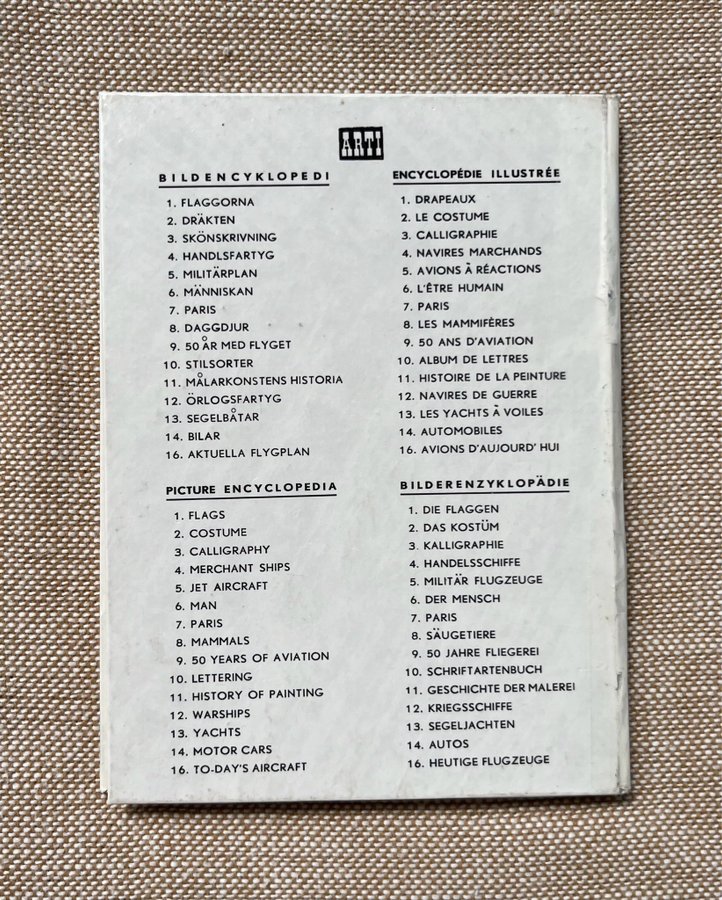 ARTI
BILDENCYKLOPEDI
1. FLAGGORNA
2. DRÄKTEN
3. SKÖNSKRIVNING
4. HANDLSFARTYG
5. MILITÄRPLAN
6. MÄNNISKAN
7. PARIS
8. DAGGDJUR
9. 50 ÅR MED FLYGET
10. STILSORTER
11. MÅLARKONSTENS HISTORIA
12. ÖRLOGSFARTYG
13. SEGELBÅTAR
14. BILAR
16. AKTUELLA FLYGPLAN
ENCYCLOPÉDIE ILLUSTRÉE
1. DRAPEAUX
2. LE COSTUME
3. CALLIGRAPHIE
4. NAVIRES MARCHANDS
5. AVIONS À RÉACTIONS
6. L'ÊTRE HUMAIN
7. PARIS
8. LES MAMMIFÈRES
9. 50 ANS D'AVIATION
10. ALBUM DE LETTRES
11. HISTOIRE DE LA PEINTURE
12. NAVIRES DE GUERRE
13. LES YACHTS À VOILES
14. AUTOMOBILES
16. AVIONS D'AUJOURD' HUI
PICTURE ENCYCLOPEDIA
1. FLAGS
2. COSTUME
3. CALLIGRAPHY
4. MERCHANT SHIPS
5. JET AIRCRAFT
6. MAN
7. PARIS
8. MAMMALS
9. 50 YEARS OF AVIATION
10. LETTERING
11. HISTORY OF PAINTING
12. WARSHIPS
13. YACHTS
14. MOTOR CARS
16. TO-DAY'S AIRCRAFT
BILDERENZYKLOPÄDIE
1. DIE FLAGGEN
2. DAS KOSTÜM
3. KALLIGRAPHIE
4. HANDELSSCHIFFE
5. MILITÄR FLUGZEUGE
6. DER MENSCH
7. PARIS
8. SÄUGETIERE
9. 50 JAHRE FLIEGEREI
10. SCHRIFTARTENBUCH
11. GESCHICHTE DER MALEREI
12. KRIEGSSCHIFFE
13. SEGELJACHTEN
14. AUTOS
16. HEUTIGE FLUGZEUGE